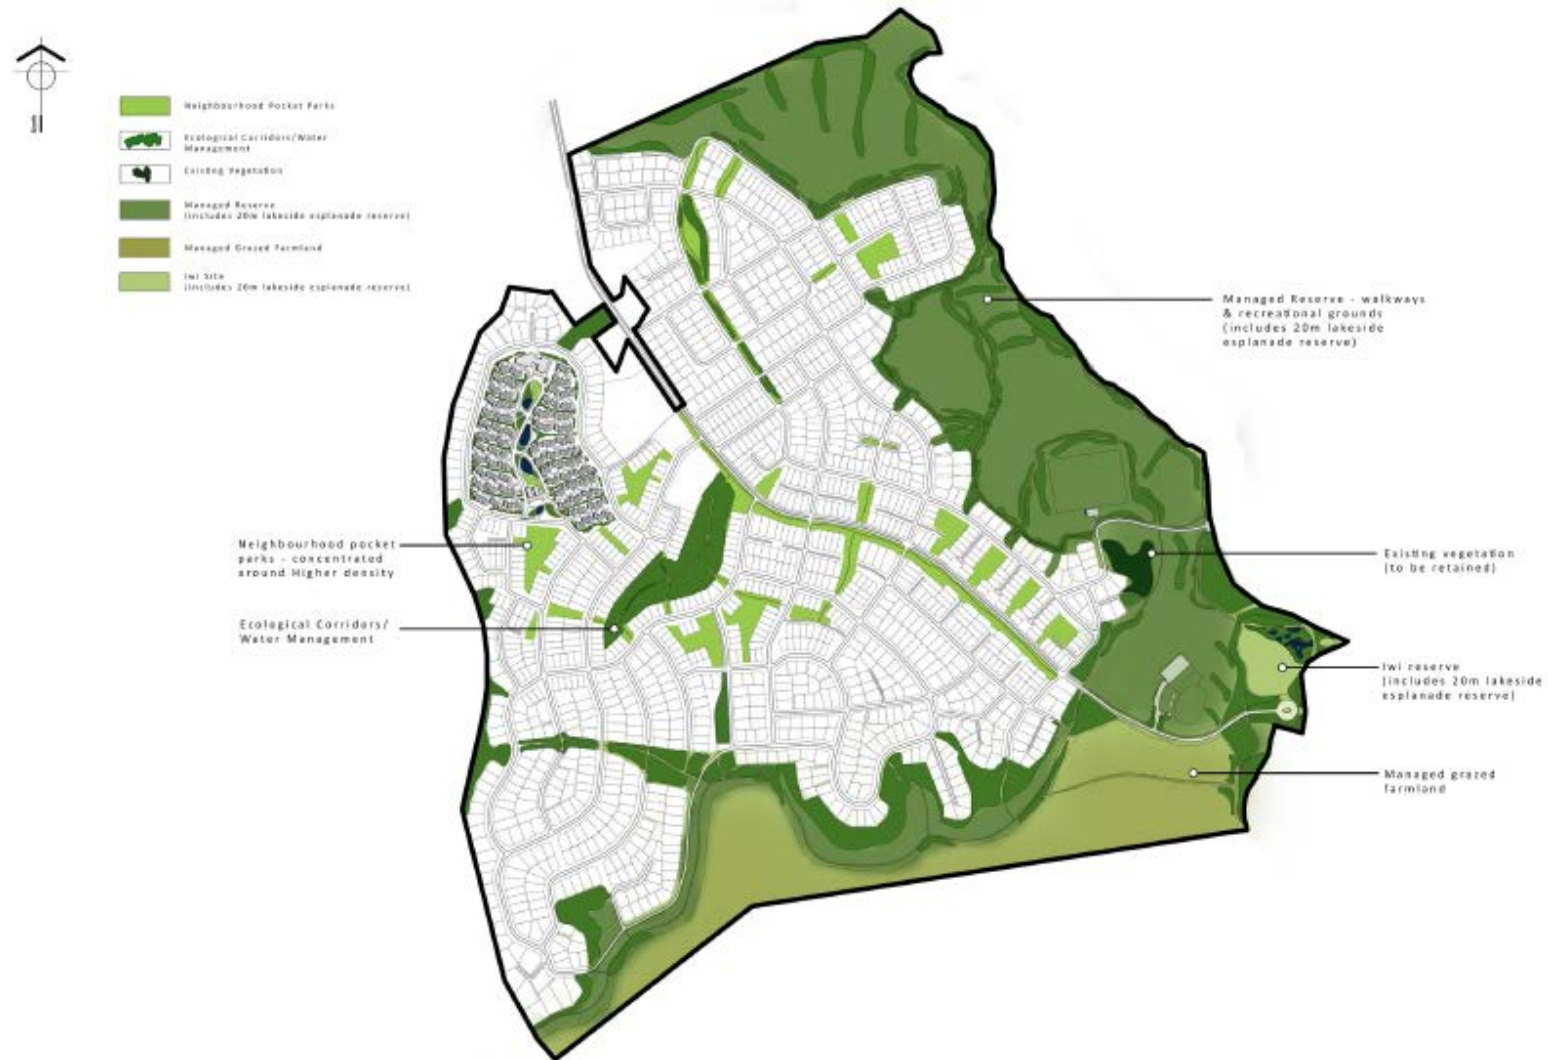 Neighbourhood Pocket Parks
Ecological Corridors/Water
Management
Existing Vegetation
Managed Reserve
(includes 20m lakeside esplanade reserve)
Managed Grazed Farmland
Iwi Site
(includes 20m lakeside esplanade reserve)
Managed Reserve - walkways
& recreational grounds
(includes 20m lakeside
esplanade reserve)
Neighbourhood pocket
parks - concentrated
around Higher density
Existing vegetation
(to be retained)
Ecological Corridors/
Water Management
Iwi reserve
(includes 20m lakeside
esplanade reserve)
Managed grazed
farmland